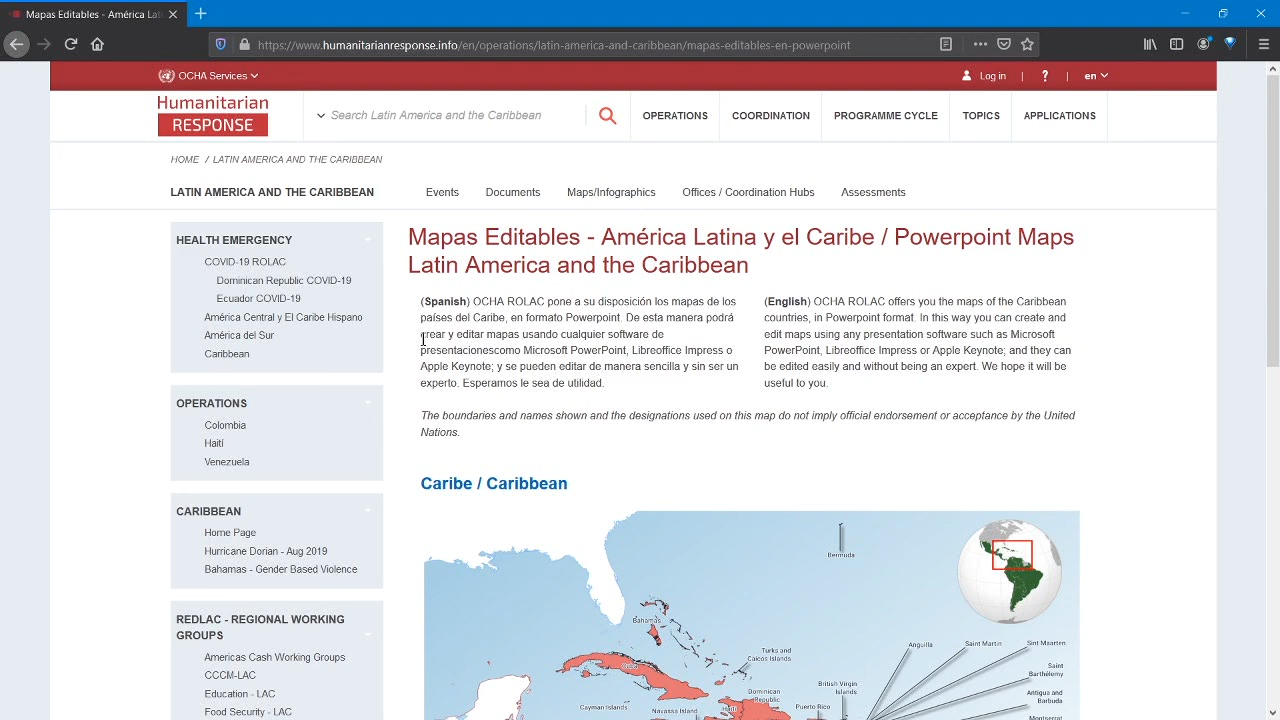 Mapas Editables - América Lati
https://www.humanitarianresponse.info/en/operations/latin-america-and-caribbean/mapas-editables-en-powerpoint
OCHA Services
Log in | ? | en
Humanitarian
RESPONSE
Search Latin America and the Caribbean
OPERATIONS
COORDINATION
PROGRAMME CYCLE
TOPICS
APPLICATIONS
HOME / LATIN AMERICA AND THE CARIBBEAN
LATIN AMERICA AND THE CARIBBEAN
Events
Documents
Maps/Infographics
Offices / Coordination Hubs
Assessments
HEALTH EMERGENCY
COVID-19 ROLAC
Dominican Republic COVID-19
Ecuador COVID-19
América Central y El Caribe Hispano
América del Sur
Caribbean
OPERATIONS
Colombia
Haití
Venezuela
CARIBBEAN
Home Page
Hurricane Dorian - Aug 2019
Bahamas - Gender Based Violence
REDLAC - REGIONAL WORKING
GROUPS
Americas Cash Working Groups
CCCM-LAC
Education - LAC
Food Security - LAC
Mapas Editables - América Latina y el Caribe / Powerpoint Maps
Latin America and the Caribbean
(Spanish) OCHA ROLAC pone a su disposición los mapas de los
países del Caribe, en formato Powerpoint. De esta manera podrá
crear y editar mapas usando cualquier software de
presentacionescomo Microsoft PowerPoint, Libreoffice Impress o
Apple Keynote; y se pueden editar de manera sencilla y sin ser un
experto. Esperamos le sea de utilidad.
(English) OCHA ROLAC offers you the maps of the Caribbean
countries, in Powerpoint format. In this way you can create and
edit maps using any presentation software such as Microsoft
PowerPoint, Libreoffice Impress or Apple Keynote; and they can
be edited easily and without being an expert. We hope it will be
useful to you.
The boundaries and names shown and the designations used on this map do not imply official endorsement or acceptance by the United
Nations.
Caribe / Caribbean
Bermuda
Bahamas
Cuba
Turks and
Caicos Islands
Anguilla
Saint Martin
Sint Maarten
Saint
Barthélemy
Antigua and
Barbuda
Montserrat
British Virgin
Islands
Dominican
Republic
Puerto Rico
Haiti
Cayman Islands
Navassa Island